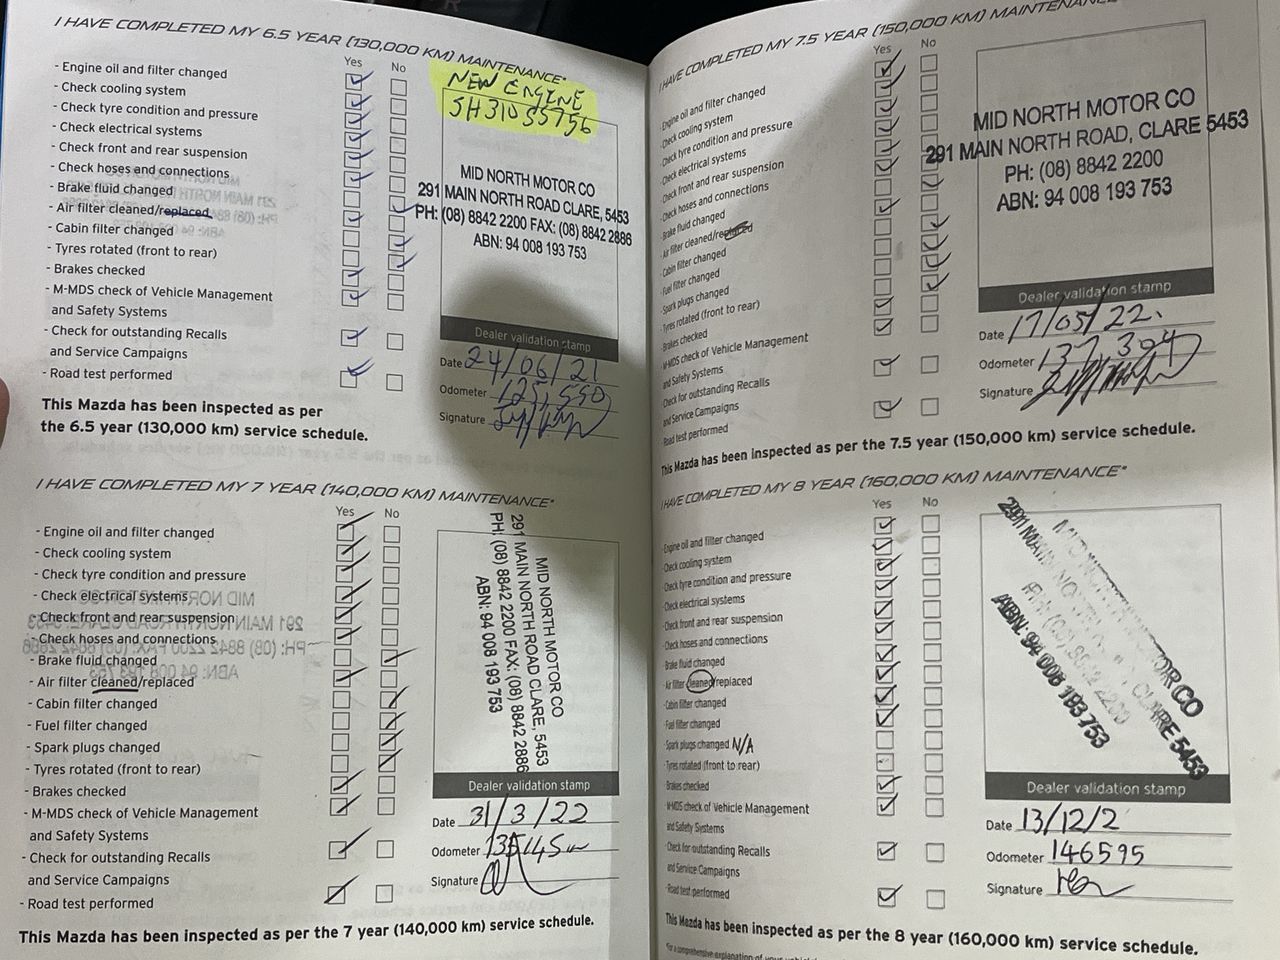 I HAVE COMPLETED MY 6.5 YEAR (130,000 KM) MAINTENANCE*
Yes No
- Engine oil and filter changed
- Check cooling system
- Check tyre condition and pressure
- Check electrical systems
- Check front and rear suspension
- Check hoses and connections
- Brake fluid changed
- Air filter cleaned/replaced
- Cabin filter changed
- Tyres rotated (front to rear)
- Brakes checked
- M-MDS check of Vehicle Management
and Safety Systems
- Check for outstanding Recalls
and Service Campaigns
- Road test performed
This Mazda has been inspected as per
the 6.5 year (130,000 km) service schedule.
NEW ENGINE
SH310S5756
MID NORTH MOTOR CO
291 MAIN NORTH ROAD CLARE, 5453
PH: (08) 8842 2200 FAX: (08) 8842 2886
ABN: 94 008 193 753
Dealer validation stamp
Date 24/06/21
Odometer 125,550
Signature
I HAVE COMPLETED MY 7 YEAR (140,000 KM) MAINTENANCE*
Yes No
- Engine oil and filter changed
- Check cooling system
- Check tyre condition and pressure
- Check electrical systems
- Check front and rear suspension
- Check hoses and connections
- Brake fluid changed
- Air filter cleaned/replaced
- Cabin filter changed
- Fuel filter changed
- Spark plugs changed
- Tyres rotated (front to rear)
- Brakes checked
- M-MDS check of Vehicle Management
and Safety Systems
- Check for outstanding Recalls
and Service Campaigns
- Road test performed
MID NORTH MOTOR CO
291 MAIN NORTH ROAD CLARE, 5453
PH: (08) 8842 2200 FAX: (08) 8842 2886
ABN: 94 008 193 753
Dealer validation stamp
Date 31/3/22
Odometer
Signature
This Mazda has been inspected as per the 7 year (140,000 km) service schedule.
I HAVE COMPLETED MY 7.5 YEAR (150,000 KM) MAINTENANCE*
Yes No
- Engine oil and filter changed
- Check cooling system
- Check tyre condition and pressure
- Check electrical systems
- Check front and rear suspension
- Check hoses and connections
- Brake fluid changed
- Air filter cleaned/replaced
- Cabin filter changed
- Fuel filter changed
- Spark plugs changed
- Tyres rotated (front to rear)
- Brakes checked
- M-MDS check of Vehicle Management
and Safety Systems
- Check for outstanding Recalls
and Service Campaigns
- Road test performed
MID NORTH MOTOR CO
291 MAIN NORTH ROAD, CLARE 5453
PH: (08) 8842 2200
ABN: 94 008 193 753
Dealer validation stamp
Date 17/05/22.
Odometer 137,304
Signature
This Mazda has been inspected as per the 7.5 year (150,000 km) service schedule.
I HAVE COMPLETED MY 8 YEAR (160,000 KM) MAINTENANCE*
Yes No
- Engine oil and filter changed
- Check cooling system
- Check tyre condition and pressure
- Check electrical systems
- Check front and rear suspension
- Check hoses and connections
- Brake fluid changed
- Air filter cleaned/replaced
- Cabin filter changed
- Fuel filter changed
- Spark plugs changed N/A
- Tyres rotated (front to rear)
- Brakes checked
- M-MDS check of Vehicle Management
and Safety Systems
- Check for outstanding Recalls
and Service Campaigns
- Road test performed
MID NORTH MOTOR CO
291 MAIN NORTH ROAD, CLARE 5453
PH: (08) 8842 2200
ABN: 94 008 193 753
Dealer validation stamp
Date 13/12/2
Odometer 146595
Signature
This Mazda has been inspected as per the 8 year (160,000 km) service schedule.